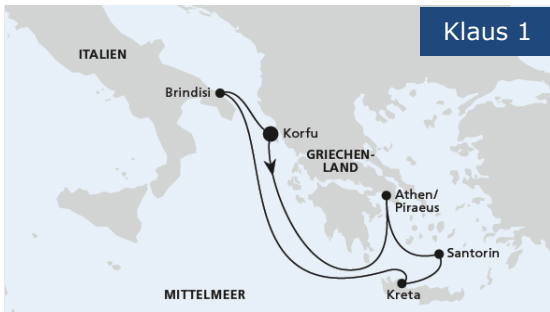 Klaus 1
ITALIEN
Brindisi
Korfu
GRIECHEN-
LAND
Athen/
Piraeus
Santorin
Kreta
MITTELMEER